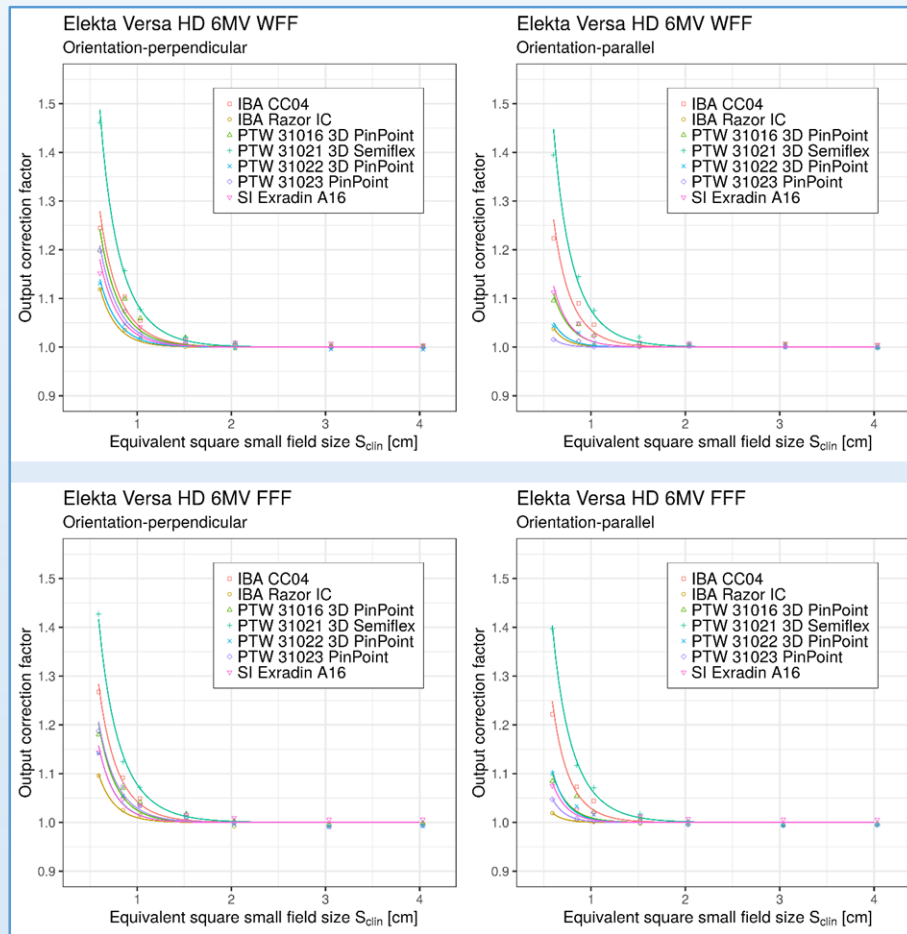 Elekta Versa HD 6MV WFF
Orientation-perpendicular
Output correction factor
1.5
1.4
1.3
1.2
1.1
1.0
0.9
IBA CC04
IBA Razor IC
PTW 31016 3D PinPoint
PTW 31021 3D Semiflex
PTW 31022 3D PinPoint
PTW 31023 PinPoint
SI Exradin A16
1 2 3 4
Equivalent square small field size Sclin [cm]
Elekta Versa HD 6MV WFF
Orientation-parallel
Output correction factor
1.5
1.4
1.3
1.2
1.1
1.0
0.9
IBA CC04
IBA Razor IC
PTW 31016 3D PinPoint
PTW 31021 3D Semiflex
PTW 31022 3D PinPoint
PTW 31023 PinPoint
SI Exradin A16
1 2 3 4
Equivalent square small field size Sclin [cm]
Elekta Versa HD 6MV FFF
Orientation-perpendicular
Output correction factor
1.5
1.4
1.3
1.2
1.1
1.0
0.9
IBA CC04
IBA Razor IC
PTW 31016 3D PinPoint
PTW 31021 3D Semiflex
PTW 31022 3D PinPoint
PTW 31023 PinPoint
SI Exradin A16
1 2 3 4
Equivalent square small field size Sclin [cm]
Elekta Versa HD 6MV FFF
Orientation-parallel
Output correction factor
1.5
1.4
1.3
1.2
1.1
1.0
0.9
IBA CC04
IBA Razor IC
PTW 31016 3D PinPoint
PTW 31021 3D Semiflex
PTW 31022 3D PinPoint
PTW 31023 PinPoint
SI Exradin A16
1 2 3 4
Equivalent square small field size Sclin [cm]